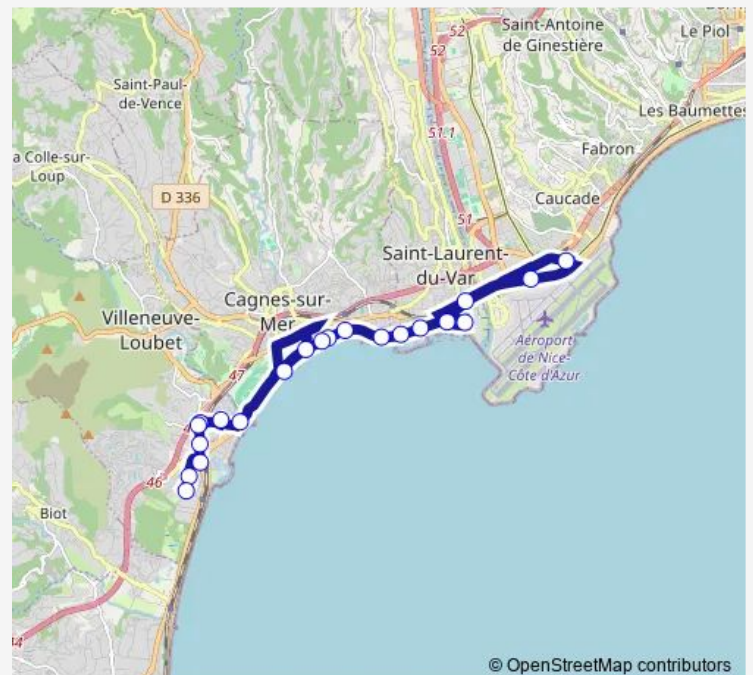 52
Saint-Antoine
de Ginestière
52
Le Piol
Saint-Paul-
de-Vence
Les Baumettes
51.1
Fabron
a Colle-sur-
Loup
D 336
Caucade
51
Saint-Laurent-
du-Var
Cagnes-sur-
Mer
Villeneuve-
Loubet
Aéroport
de Nice-
Côte d'Azur
47
46
Biot
44
© OpenStreetMap contributors